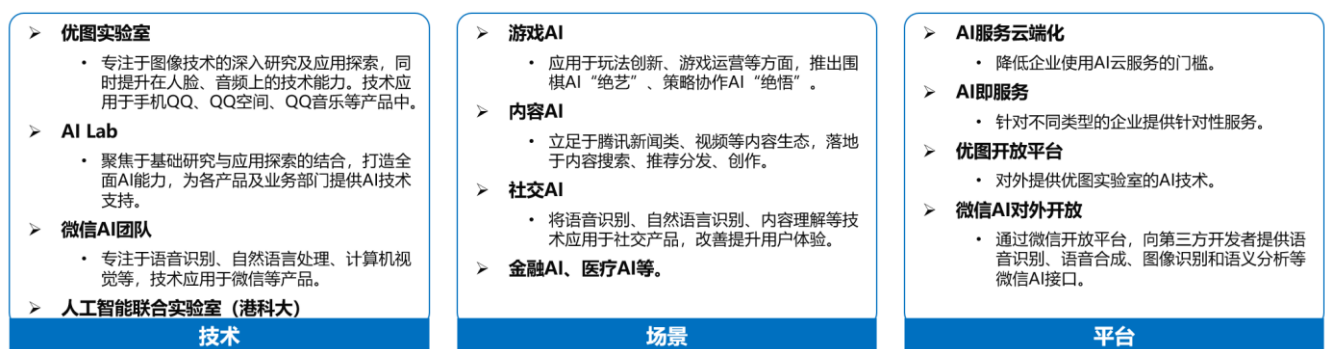 优图实验室
专注于图像技术的深入研究及应用探索，同
时提升在人脸、音频上的技术能力。技术应
用于手机QQ、QQ空间、QQ音乐等产品中。
AI Lab
聚焦于基础研究与应用探索的结合，打造全
面AI能力，为各产品及业务部门提供AI技术
支持。
微信AI团队
专注于语音识别、自然语言处理、计算机视
觉等，技术应用于微信等产品。
人工智能联合实验室（港科大）
技术
游戏AI
应用于玩法创新、游戏运营等方面，推出围
棋AI“绝艺”、策略协作AI“绝悟”。
内容AI
立足于腾讯新闻类、视频等内容生态，落地
于内容搜索、推荐分发、创作。
社交AI
将语音识别、自然语言识别、内容理解等技
术应用于社交产品，改善提升用户体验。
金融AI、医疗AI等。
场景
AI服务云端化
降低企业使用AI云服务的门槛。
AI即服务
针对不同类型的企业提供针对性服务。
优图开放平台
对外提供优图实验室的AI技术。
微信AI对外开放
通过微信开放平台，向第三方开发者提供语
音识别、语音合成、图像识别和语义分析等
微信AI接口。
平台